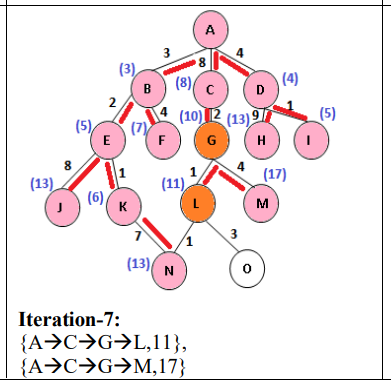 A
3 8 4
(3) B (8) C D (4)
2 4 (10) 2 (13) 9 1
(5) E (7) F G H I (5)
8 1 1 4
(13) J (6) K (11) L M (17)
7 1 3
(13) N O
Iteration-7:
{A→C→G→L,11},
{A→C→G→M,17}